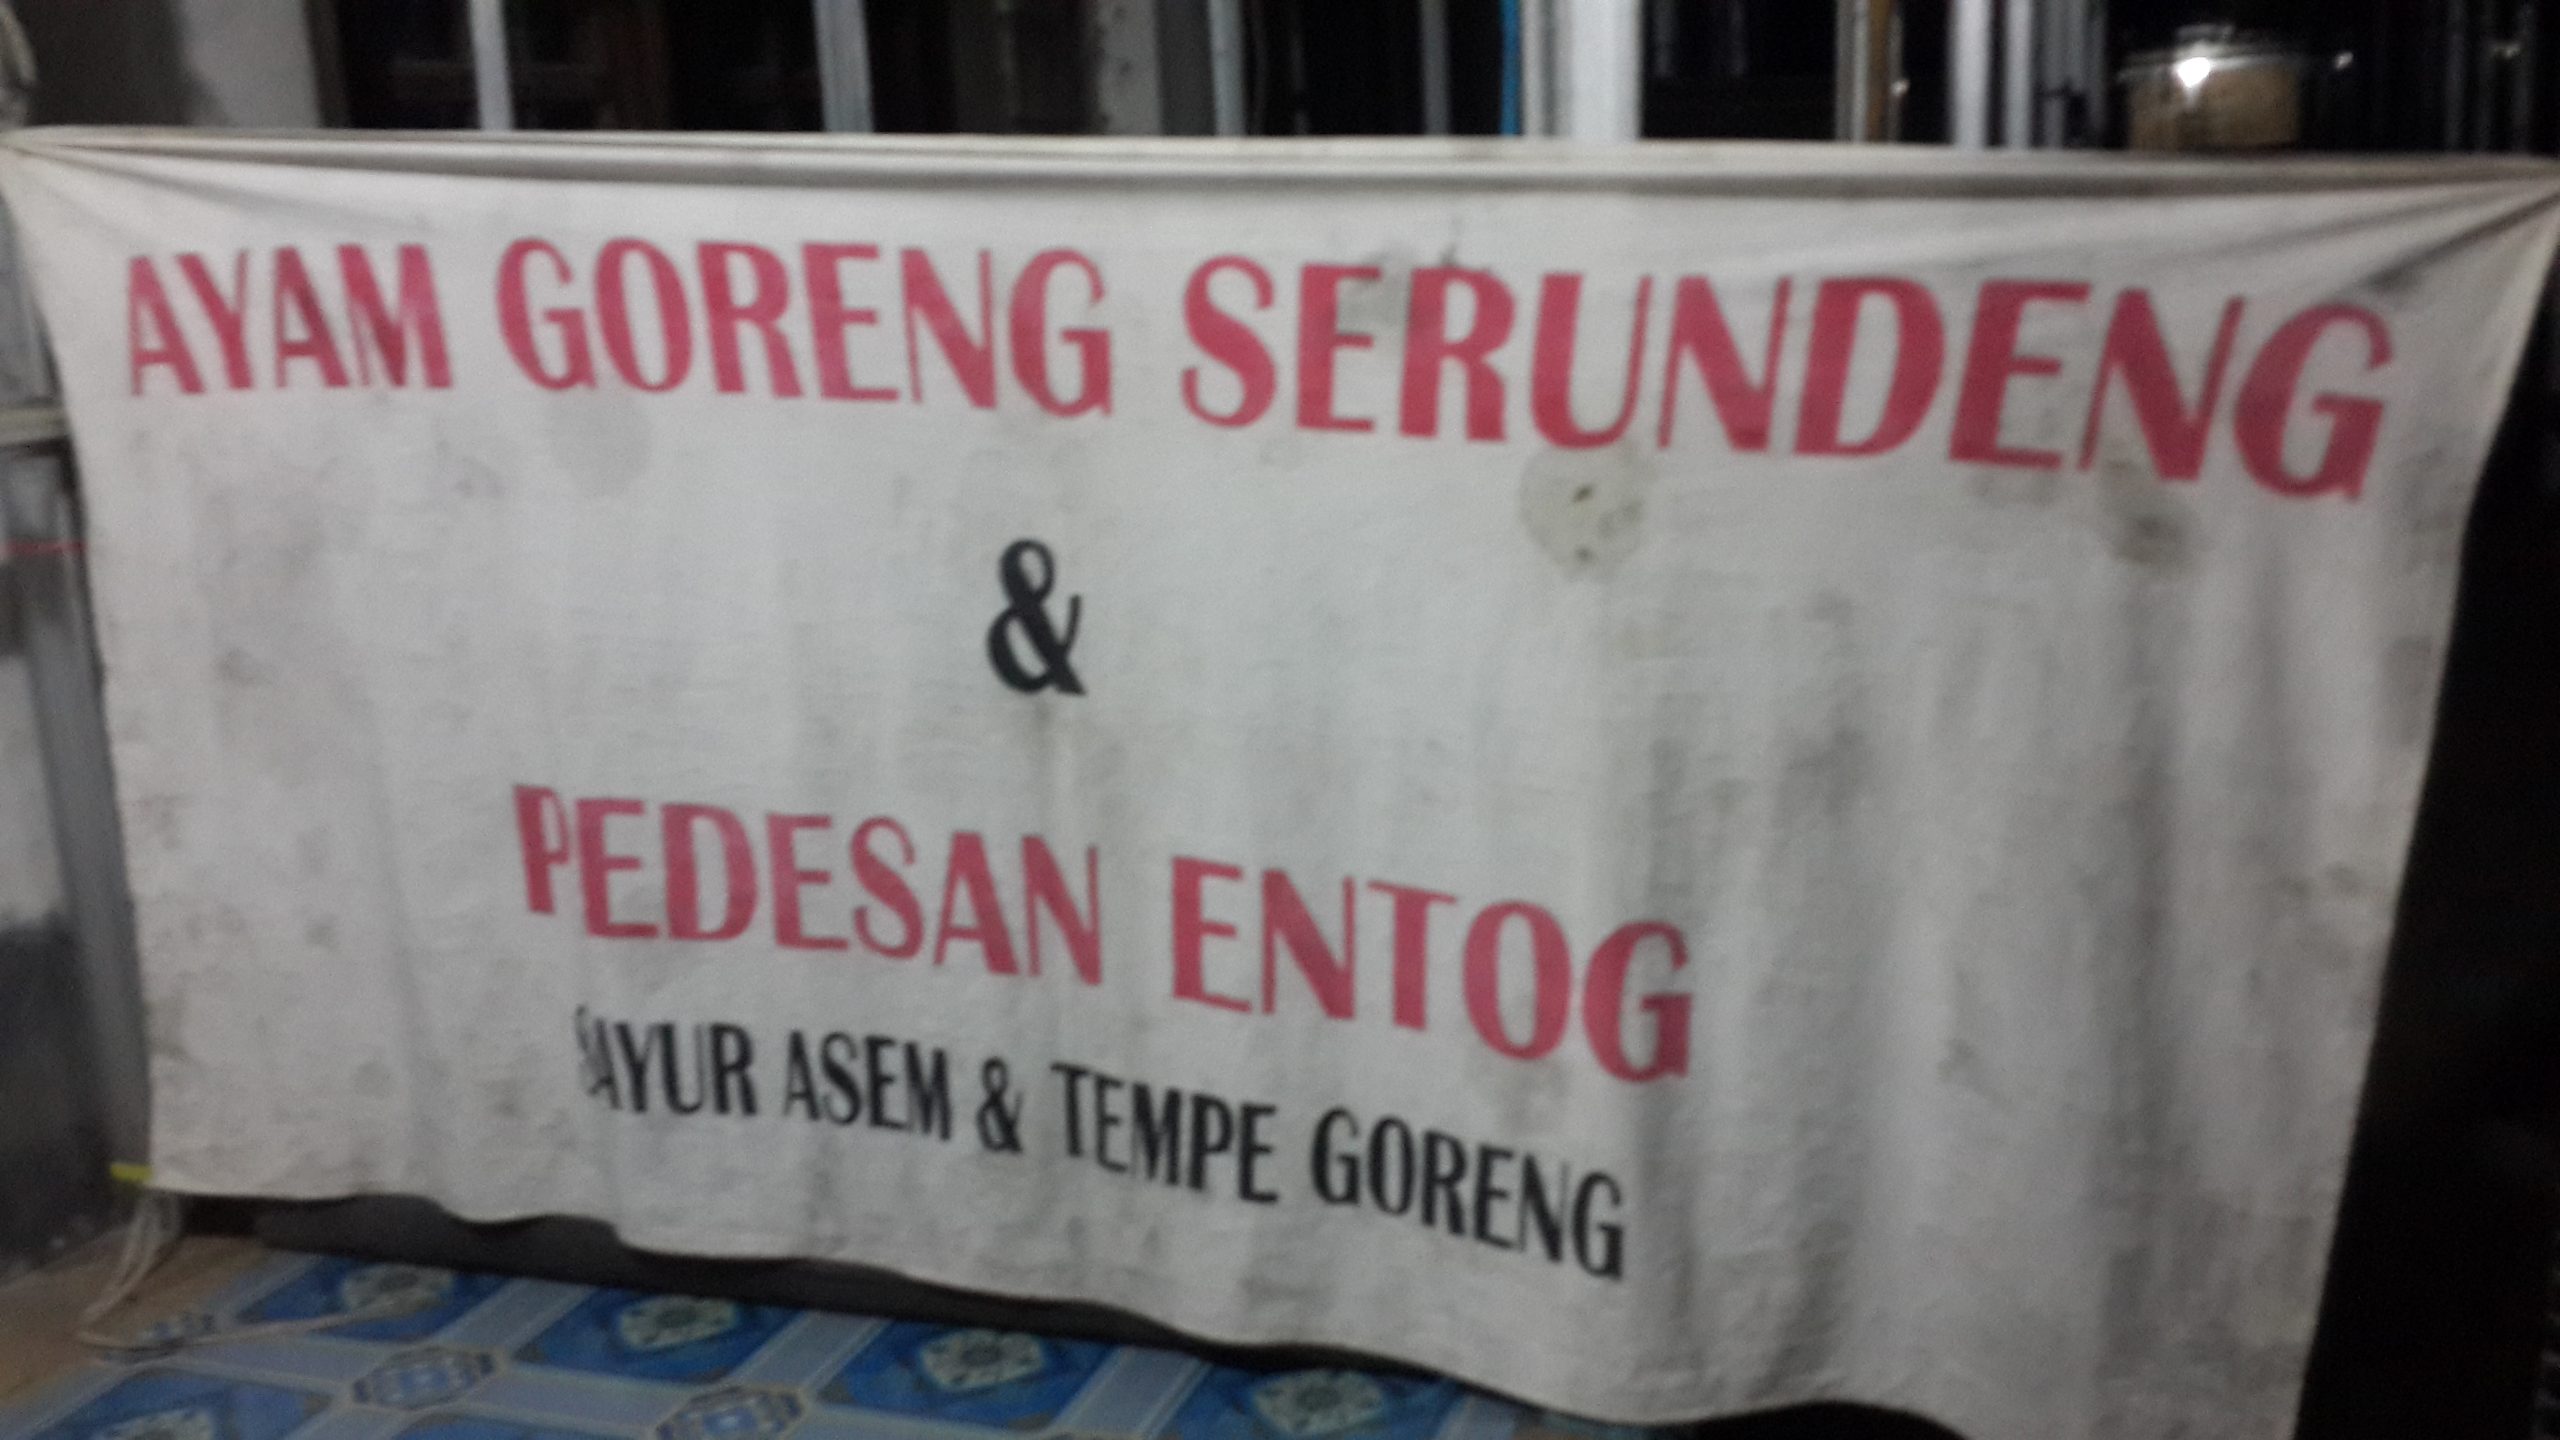 AYAM GORENG SERUNDENG
&
PEDESAN ENTOG
SAYUR ASEM & TEMPE GORENG